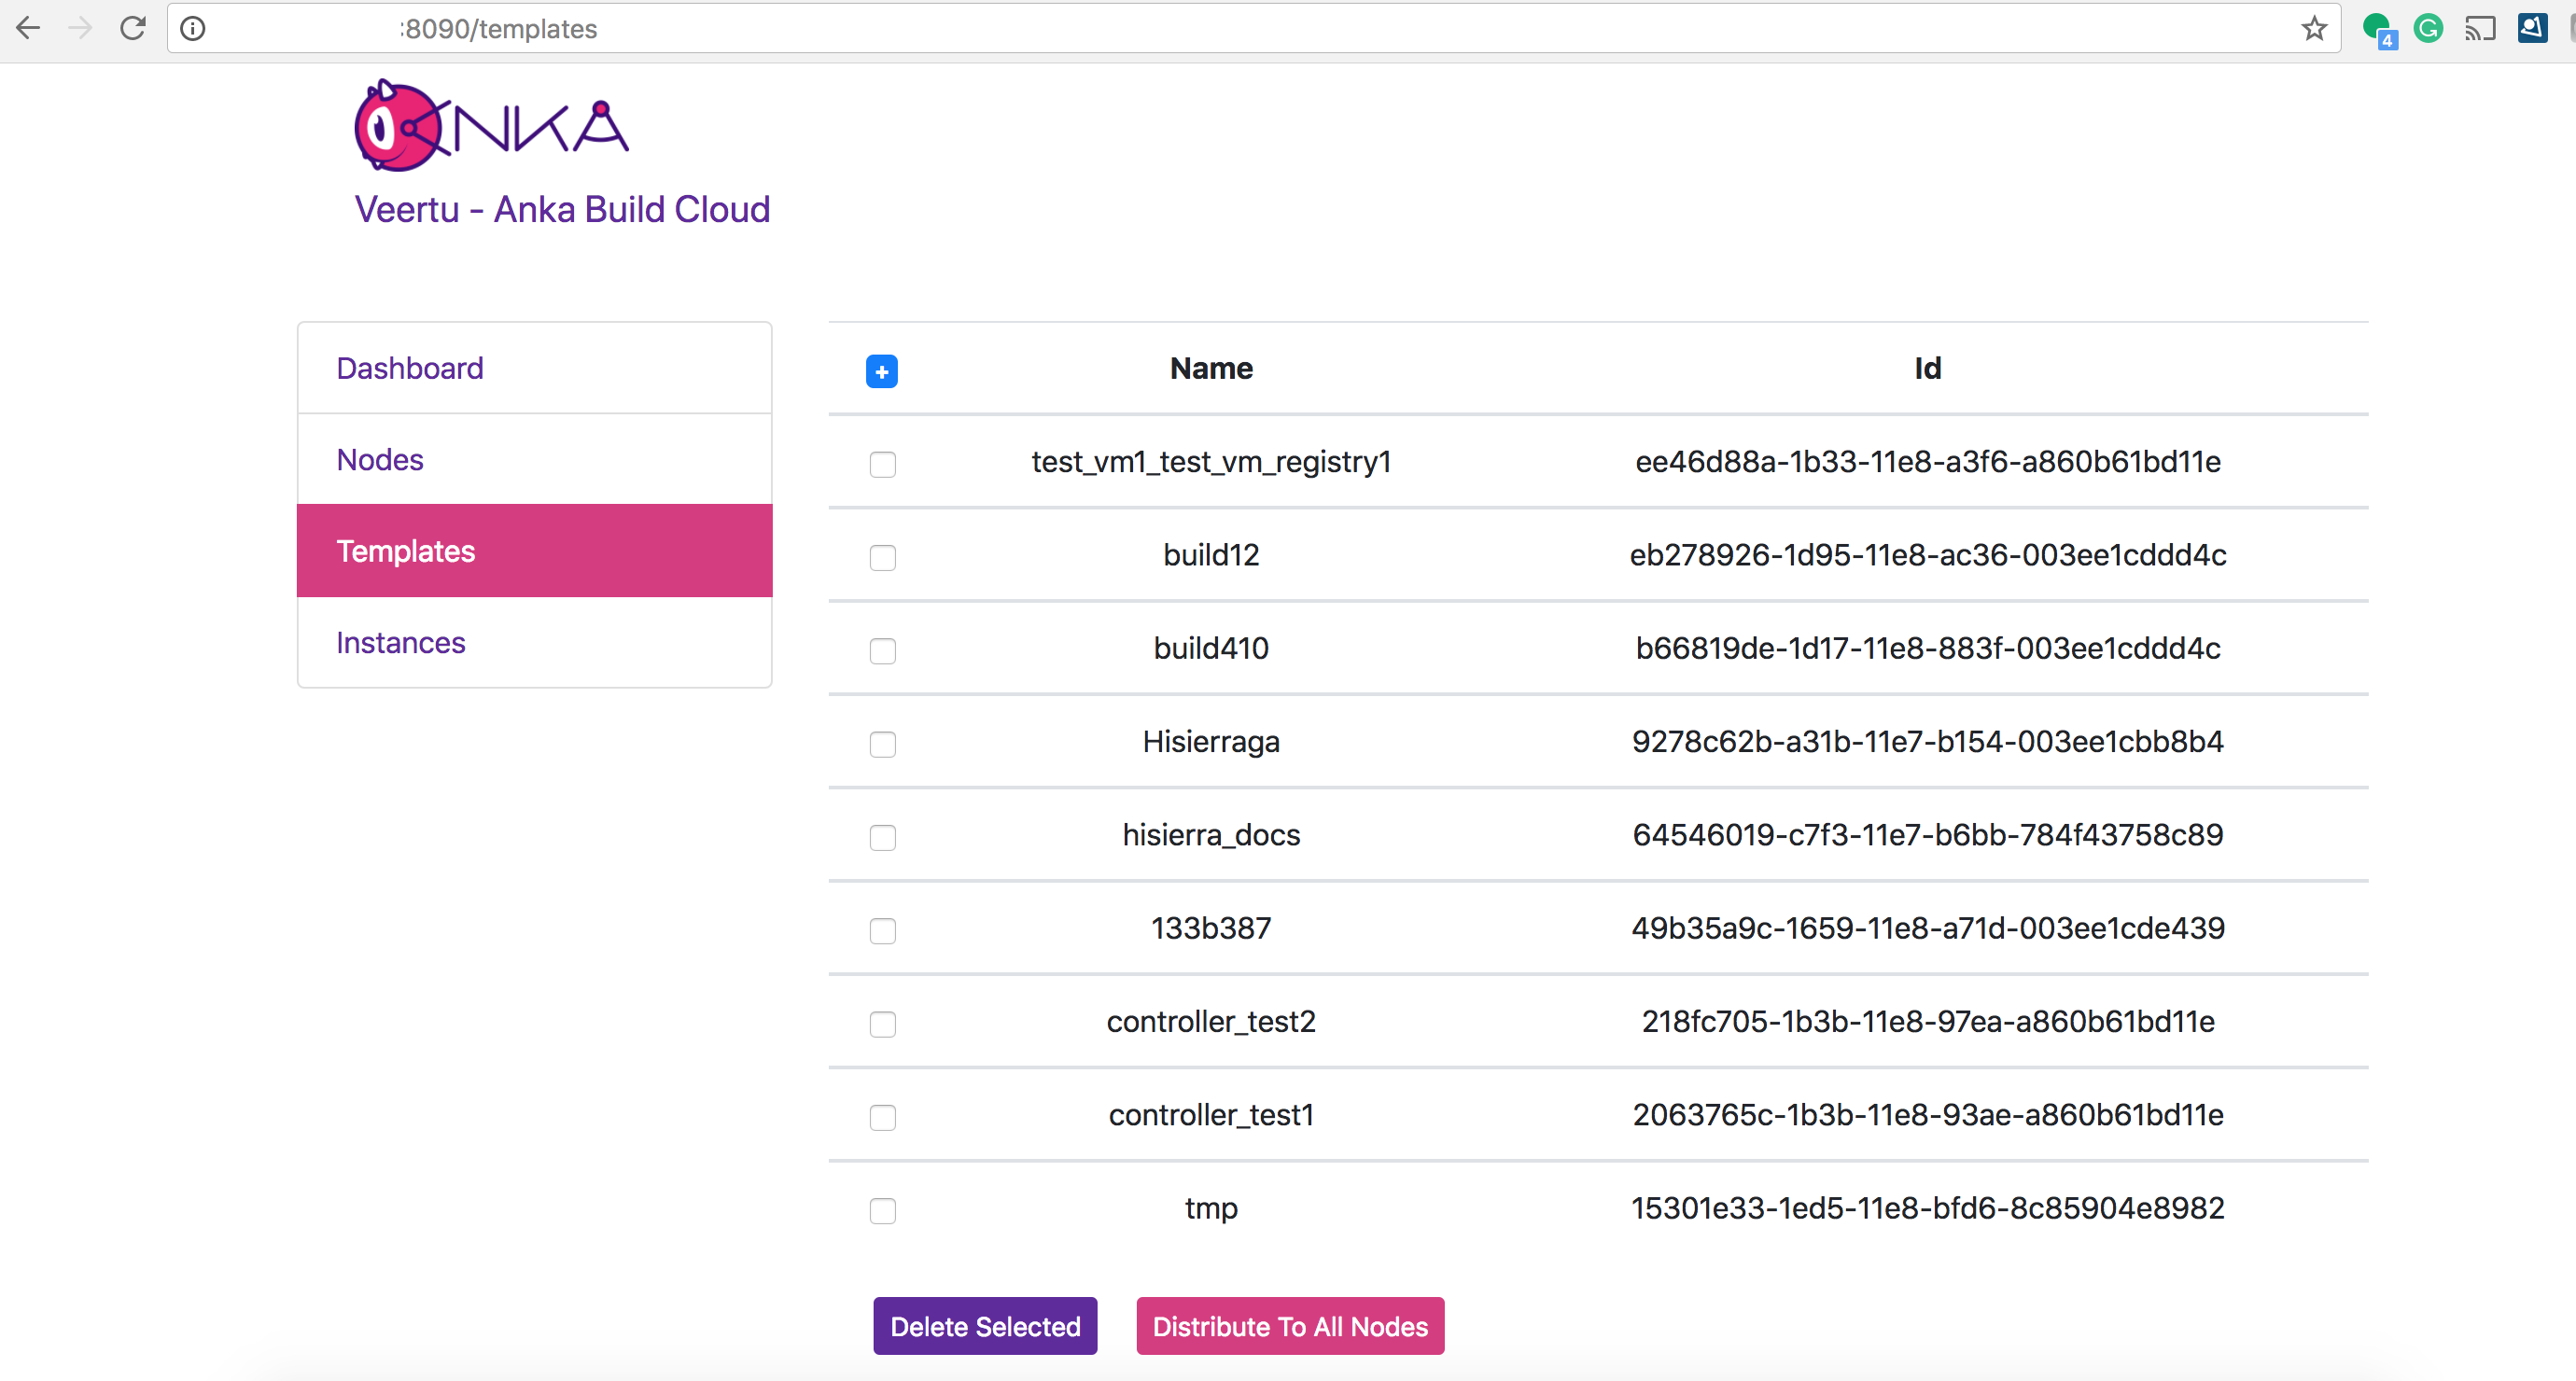 :8090/templates
4
ANKA
Veertu - Anka Build Cloud
Dashboard
Nodes
Templates
Instances
+ Name Id
test_vm1_test_vm_registry1 ee46d88a-1b33-11e8-a3f6-a860b61bd11e
build12 eb278926-1d95-11e8-ac36-003ee1cddd4c
build410 b66819de-1d17-11e8-883f-003ee1cddd4c
Hisierraga 9278c62b-a31b-11e7-b154-003ee1cbb8b4
hisierra_docs 64546019-c7f3-11e7-b6bb-784f43758c89
133b387 49b35a9c-1659-11e8-a71d-003ee1cde439
controller_test2 218fc705-1b3b-11e8-97ea-a860b61bd11e
controller_test1 2063765c-1b3b-11e8-93ae-a860b61bd11e
tmp 15301e33-1ed5-11e8-bfd6-8c85904e8982
Delete Selected Distribute To All Nodes